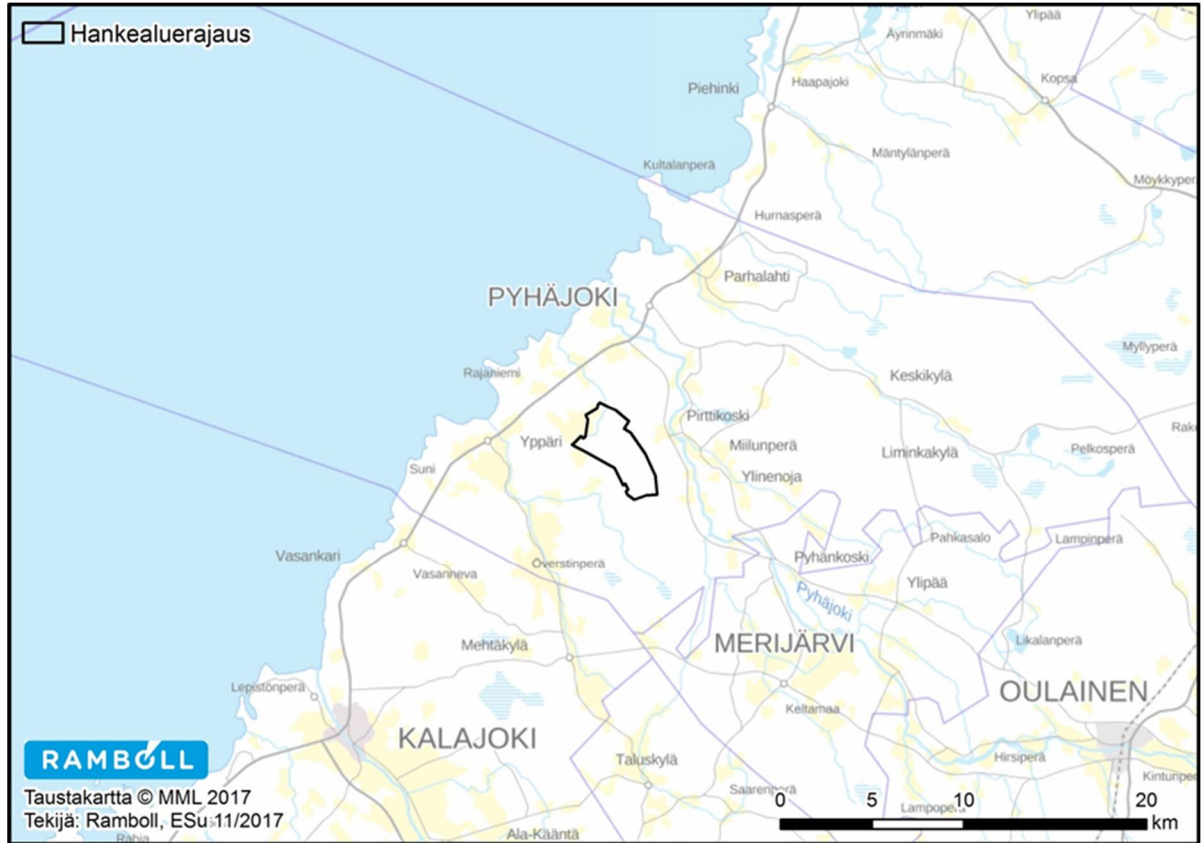 Hankealuerajaus
Ylipää
Äyrinmäki
Kopsa
Haapajoki
Piehinki
Mäntylänperä
Kultalanperä
Möykkyper
Hurnasperä
Parhalahti
PYHÄJOKI
Myllyperä
Rajaniemi
Keskikylä
Pirttikoski
Yppäri
Miilunperä
Liminkakylä
Pelkosperä
Suni
Ylinenoja
Vasankari
Pahkasalo
Lampinperä
Pyhänkoski
Överstinperä
Vasanneva
Ylipää
Pyhäjoki
Mehtäkylä
MERIJÄRVI
Likalanperä
Lepistönperä
OULAINEN
Keltamaa
KALAJOKI
Taluskylä
Hirsiperä
RAMBOLL
Kintunper
Saarenperä
Taustakartta © MML 2017
Tekijä: Ramboll, ESu 11/2017
0 5 10 20
km
Lampoperä
Ala-Kääntä